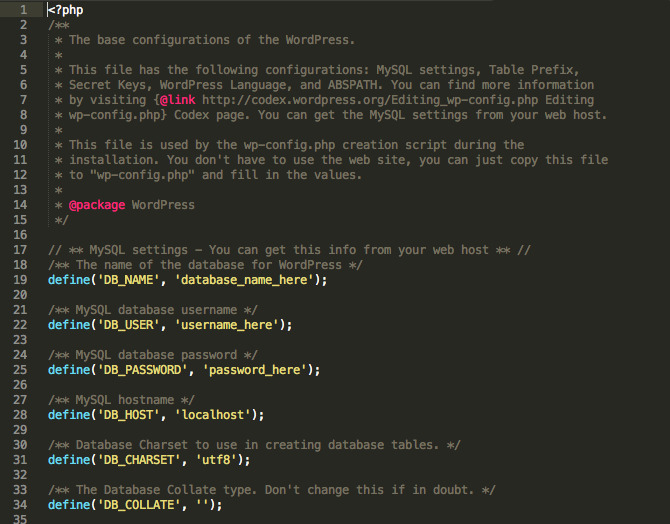 1 <?php
2 /**
3  * The base configurations of the WordPress.
4  *
5  * This file has the following configurations: MySQL settings, Table Prefix,
6  * Secret Keys, WordPress Language, and ABSPATH. You can find more information
7  * by visiting {@link http://codex.wordpress.org/Editing_wp-config.php Editing
8  * wp-config.php} Codex page. You can get the MySQL settings from your web host.
9  *
10  * This file is used by the wp-config.php creation script during the
11  * installation. You don't have to use the web site, you can just copy this file
12  * to "wp-config.php" and fill in the values.
13  *
14  * @package WordPress
15  */
16
17 // ** MySQL settings - You can get this info from your web host ** //
18 /** The name of the database for WordPress */
19 define('DB_NAME', 'database_name_here');
20
21 /** MySQL database username */
22 define('DB_USER', 'username_here');
23
24 /** MySQL database password */
25 define('DB_PASSWORD', 'password_here');
26
27 /** MySQL hostname */
28 define('DB_HOST', 'localhost');
29
30 /** Database Charset to use in creating database tables. */
31 define('DB_CHARSET', 'utf8');
32
33 /** The Database Collate type. Don't change this if in doubt. */
34 define('DB_COLLATE', '');
35